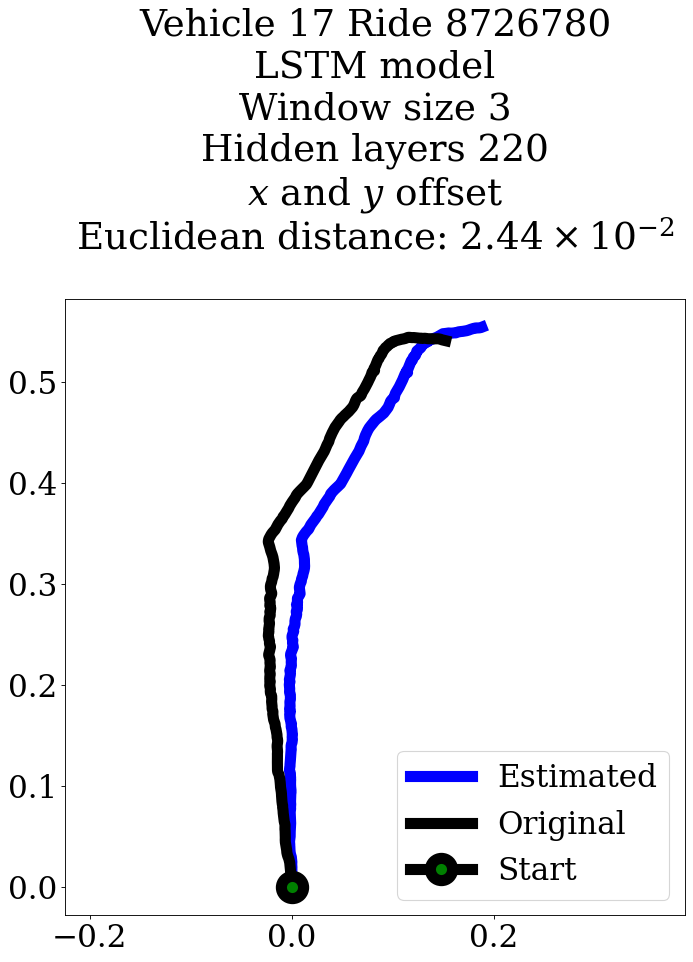 Vehicle 17 Ride 8726780
LSTM model
Window size 3
Hidden layers 220
x and y offset
Euclidean distance: 2.44 × 10⁻²
0.5
0.4
0.3
0.2
0.1
0.0
Estimated
Original
Start
−0.2 0.0 0.2